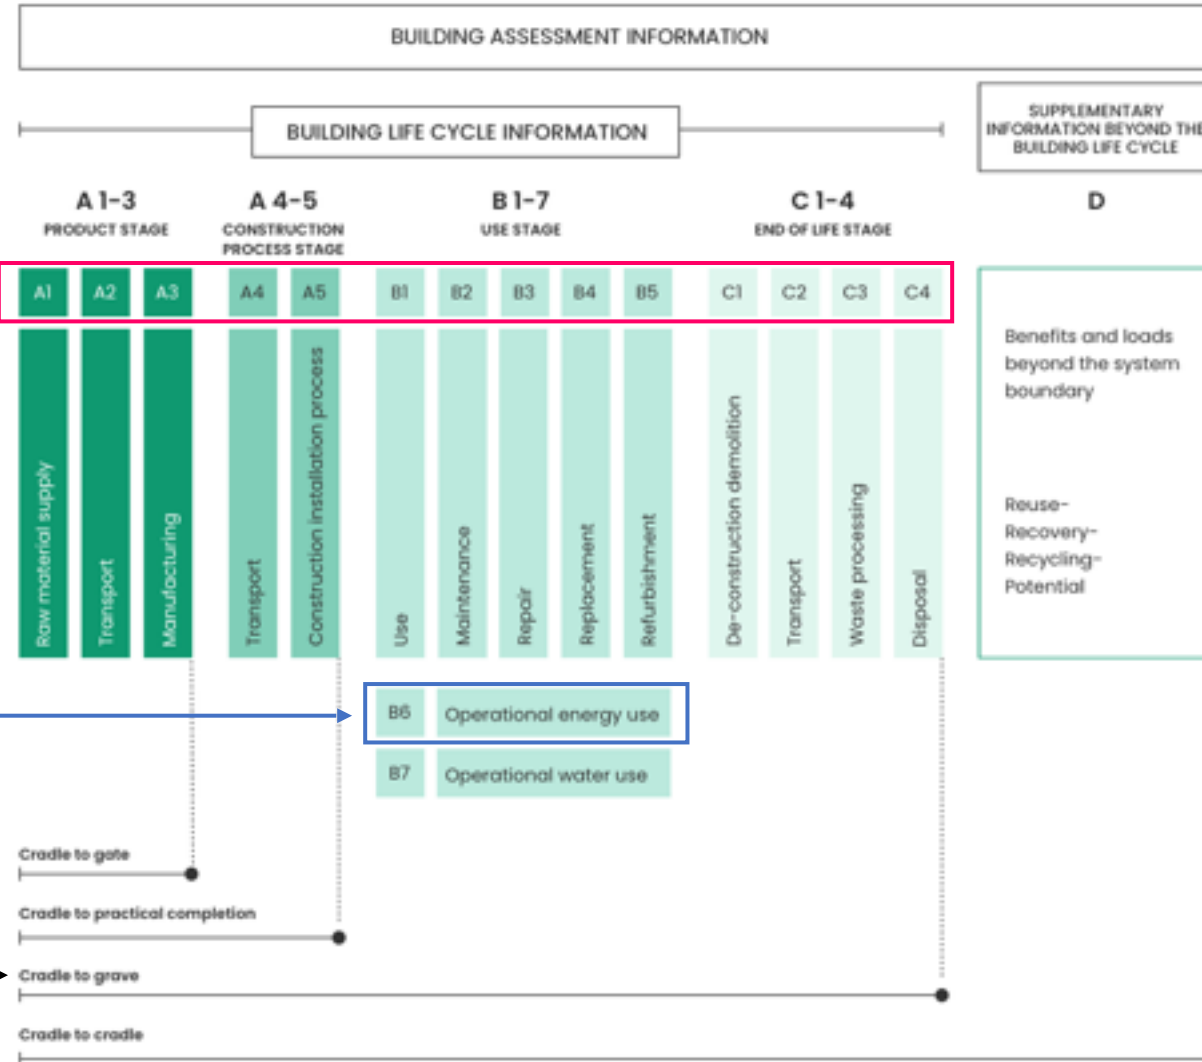 BUILDING ASSESSMENT INFORMATION
BUILDING LIFE CYCLE INFORMATION
SUPPLEMENTARY
INFORMATION BEYOND THE
BUILDING LIFE CYCLE
A 1-3
PRODUCT STAGE
A 4-5
CONSTRUCTION
PROCESS STAGE
B 1-7
USE STAGE
C 1-4
END OF LIFE STAGE
D
A1
A2
A3
A4
A5
B1
B2
B3
B4
B5
C1
C2
C3
C4
Raw material supply
Transport
Manufacturing
Transport
Construction installation process
Use
Maintenance
Repair
Replacement
Refurbishment
De-construction demolition
Transport
Waste processing
Disposal
Benefits and loads
beyond the system
boundary
Reuse-
Recovery-
Recycling-
Potential
B6
Operational energy use
B7
Operational water use
Cradle to gate
Cradle to practical completion
Cradle to grave
Cradle to cradle